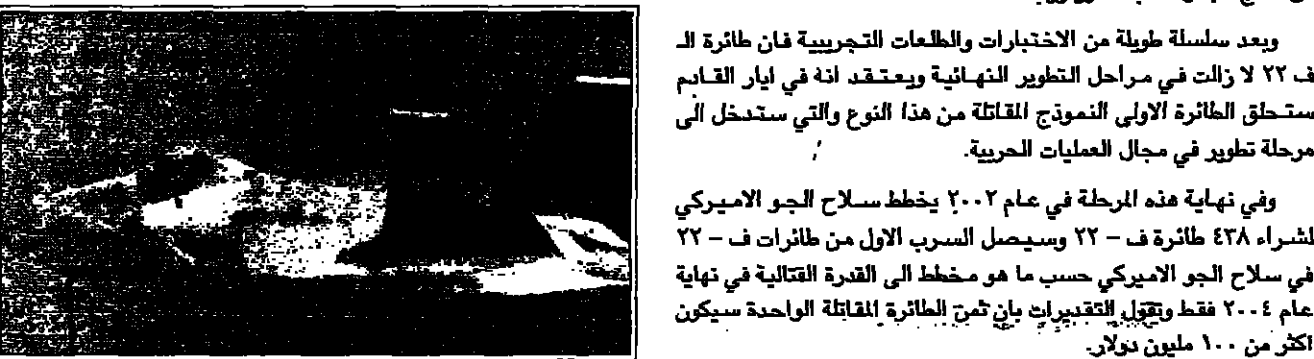 وبعد سلسلة طويلة من الاختبارات والطلعات التجريبية فان طائرة الـ
ف ٢٢ لا زالت في مراحل التطوير النهائية ويعتقد انه في ايار القادم
ستحلق الطائرة الاولى النموذج المقاتلة من هذا النوع والتي ستدخل الى
مرحلة تطوير في مجال العمليات الحربية.
وفي نهاية هذه المرحلة في عام ٢٠٠٢ يخطط سلاح الجو الاميركي
لشراء ٤٣٨ طائرة ف – ٢٢ وسيصل السرب الاول من طائرات ف – ٢٢
في سلاح الجو الاميركي حسب ما هو مخطط الى القدرة القتالية في نهاية
عام ٢٠٠٤ فقط وتقول التقديرات بان ثمن الطائرة المقاتلة الواحدة سيكون
اكثر من ١٠٠ مليون دولار.